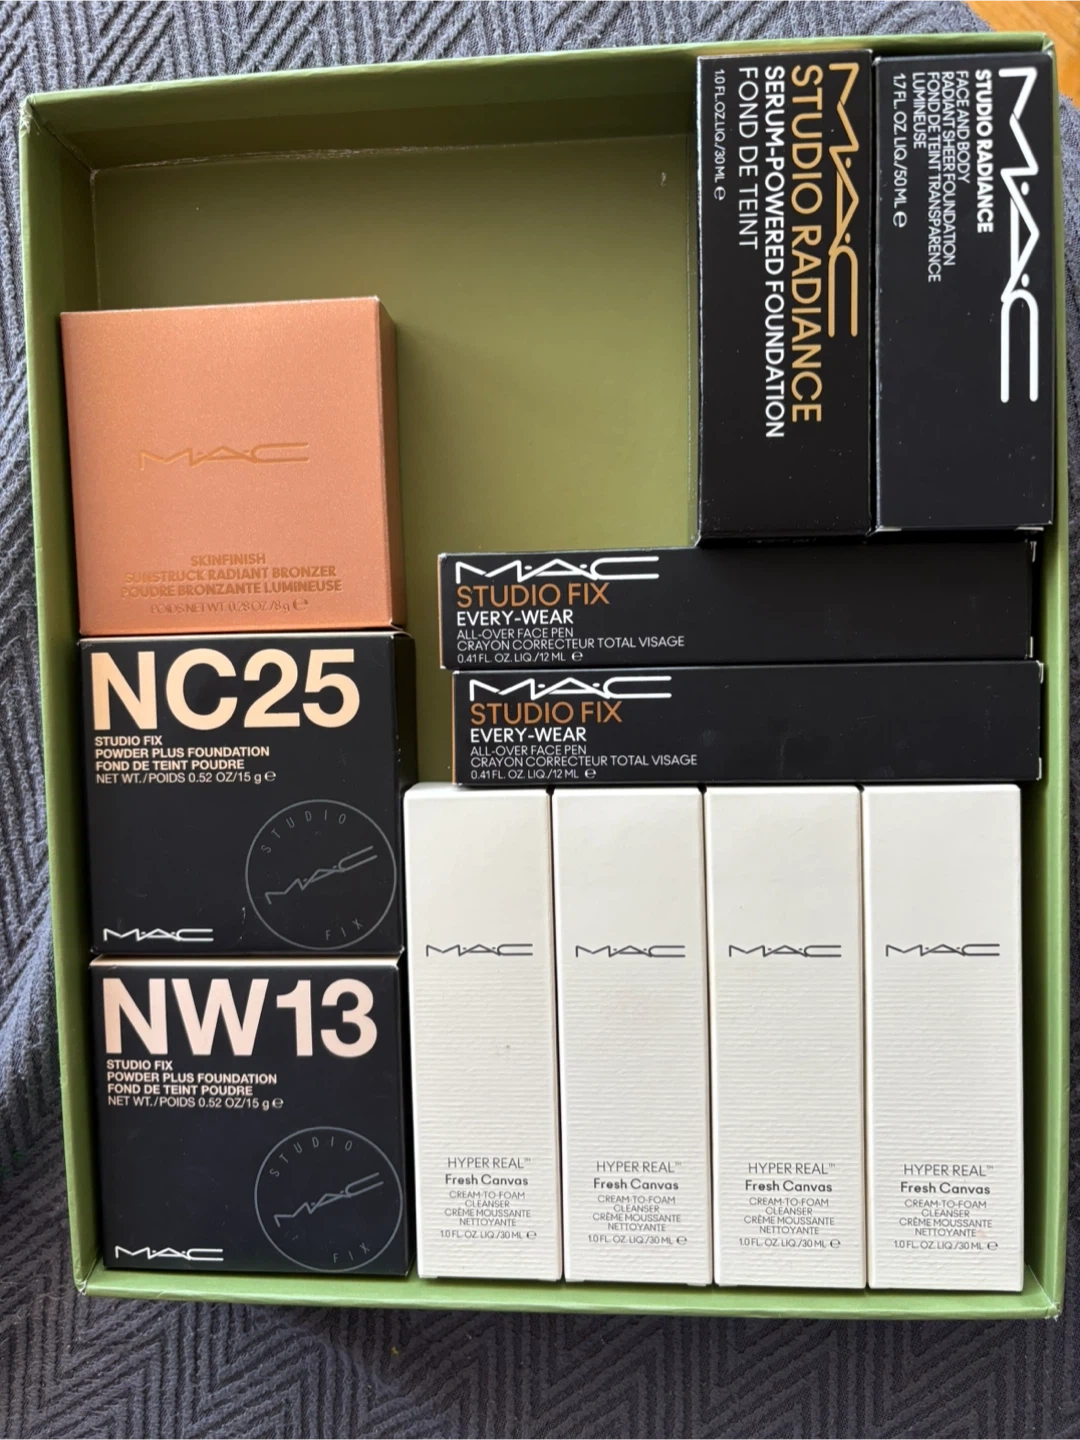 M·A·C
STUDIO RADIANCE
SERUM-POWERED FOUNDATION
FOND DE TEINT
1.0 FL.OZ.LIQ./30 ML e
M·A·C
STUDIO RADIANCE
FACE AND BODY
RADIANT SHEER FOUNDATION
FOND DE TEINT TRANSPARENCE
LUMINEUSE
1.7 FL. OZ.LIQ./50 ML e
M·A·C
SKINFINISH
SUNSTRUCK RADIANT BRONZER
POUDRE BRONZANTE LUMINEUSE
POIDS NET WT. 0.28 OZ./8 g e
M·A·C
STUDIO FIX
EVERY-WEAR
ALL-OVER FACE PEN
CRAYON CORRECTEUR TOTAL VISAGE
0.41 FL. OZ. LIQ./12 ML e
M·A·C
STUDIO FIX
EVERY-WEAR
ALL-OVER FACE PEN
CRAYON CORRECTEUR TOTAL VISAGE
0.41 FL. OZ. LIQ./12 ML e
NC25
STUDIO FIX
POWDER PLUS FOUNDATION
FOND DE TEINT POUDRE
NET WT./POIDS 0.52 OZ/15 g e
STUDIO
M·A·C
FIX
M·A·C
NW13
STUDIO FIX
POWDER PLUS FOUNDATION
FOND DE TEINT POUDRE
NET WT./POIDS 0.52 OZ/15 g e
STUDIO
M·A·C
FIX
M·A·C
M·A·C
HYPER REAL™
Fresh Canvas
CREAM-TO-FOAM
CLEANSER
CRÈME MOUSSANTE
NETTOYANTE
1.0 FL. OZ. LIQ./30 ML e
M·A·C
HYPER REAL™
Fresh Canvas
CREAM-TO-FOAM
CLEANSER
CRÈME MOUSSANTE
NETTOYANTE
1.0 FL. OZ. LIQ./30 ML e
M·A·C
HYPER REAL™
Fresh Canvas
CREAM-TO-FOAM
CLEANSER
CRÈME MOUSSANTE
NETTOYANTE
1.0 FL. OZ. LIQ./30 ML e
M·A·C
HYPER REAL™
Fresh Canvas
CREAM-TO-FOAM
CLEANSER
CRÈME MOUSSANTE
NETTOYANTE
1.0 FL. OZ. LIQ./30 ML e